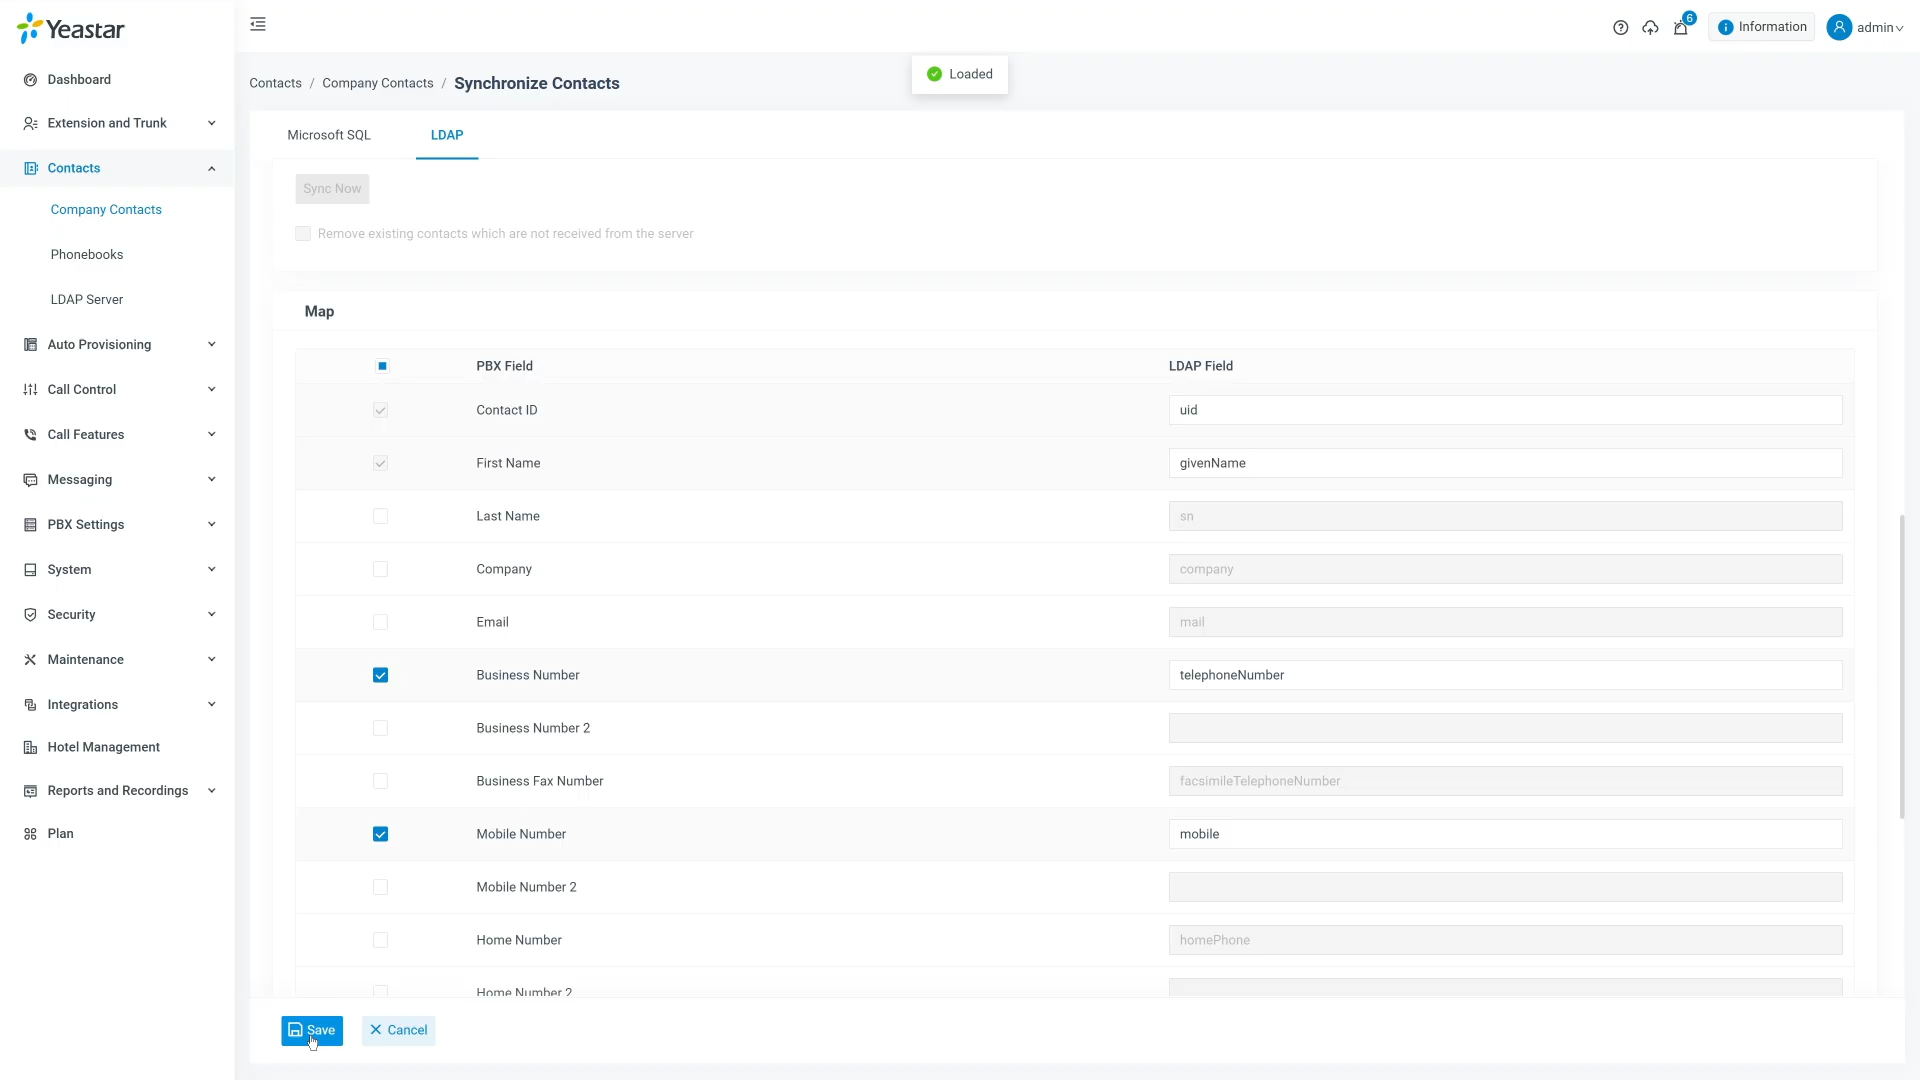 Yeastar
6
Information
admin
Dashboard
Extension and Trunk
Contacts
Company Contacts
Phonebooks
LDAP Server
Auto Provisioning
Call Control
Call Features
Messaging
PBX Settings
System
Security
Maintenance
Integrations
Hotel Management
Reports and Recordings
Plan
Contacts / Company Contacts / Synchronize Contacts
Loaded
Microsoft SQL
LDAP
Sync Now
Remove existing contacts which are not received from the server
Map
PBX Field
LDAP Field
Contact ID
uid
First Name
givenName
Last Name
sn
Company
company
Email
mail
Business Number
telephoneNumber
Business Number 2
Business Fax Number
facsimileTelephoneNumber
Mobile Number
mobile
Mobile Number 2
Home Number
homePhone
Home Number 2
Save
Cancel